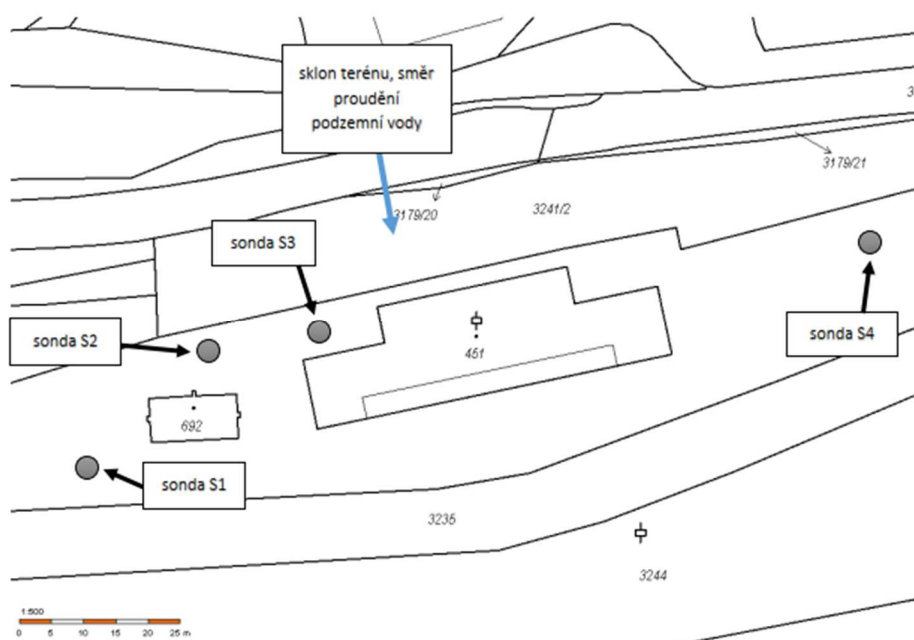 sklon terénu, směr
proudění
podzemní vody
3
3179/21
3179/20
3241/2
sonda S3
sonda S2
sonda S4
451
692
sonda S1
3235
3244
1:500
0 5 10 15 20 25 m